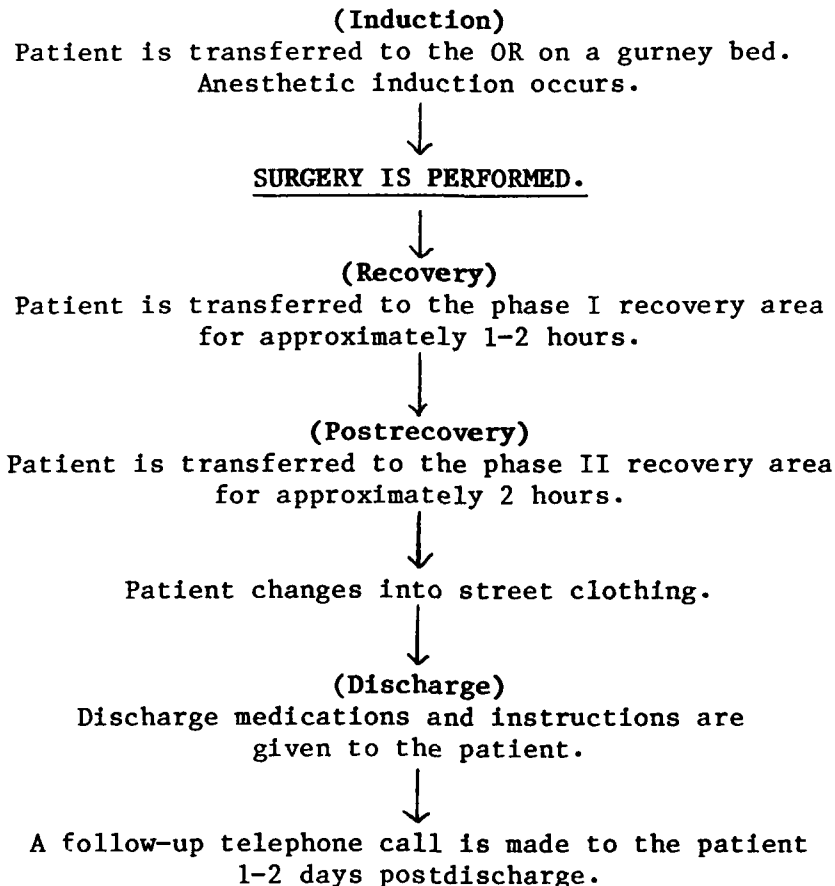 (Induction)
Patient is transferred to the OR on a gurney bed.
Anesthetic induction occurs.
SURGERY IS PERFORMED.
(Recovery)
Patient is transferred to the phase I recovery area
for approximately 1-2 hours.
(Postrecovery)
Patient is transferred to the phase II recovery area
for approximately 2 hours.
Patient changes into street clothing.
(Discharge)
Discharge medications and instructions are
given to the patient.
A follow-up telephone call is made to the patient
1-2 days postdischarge.